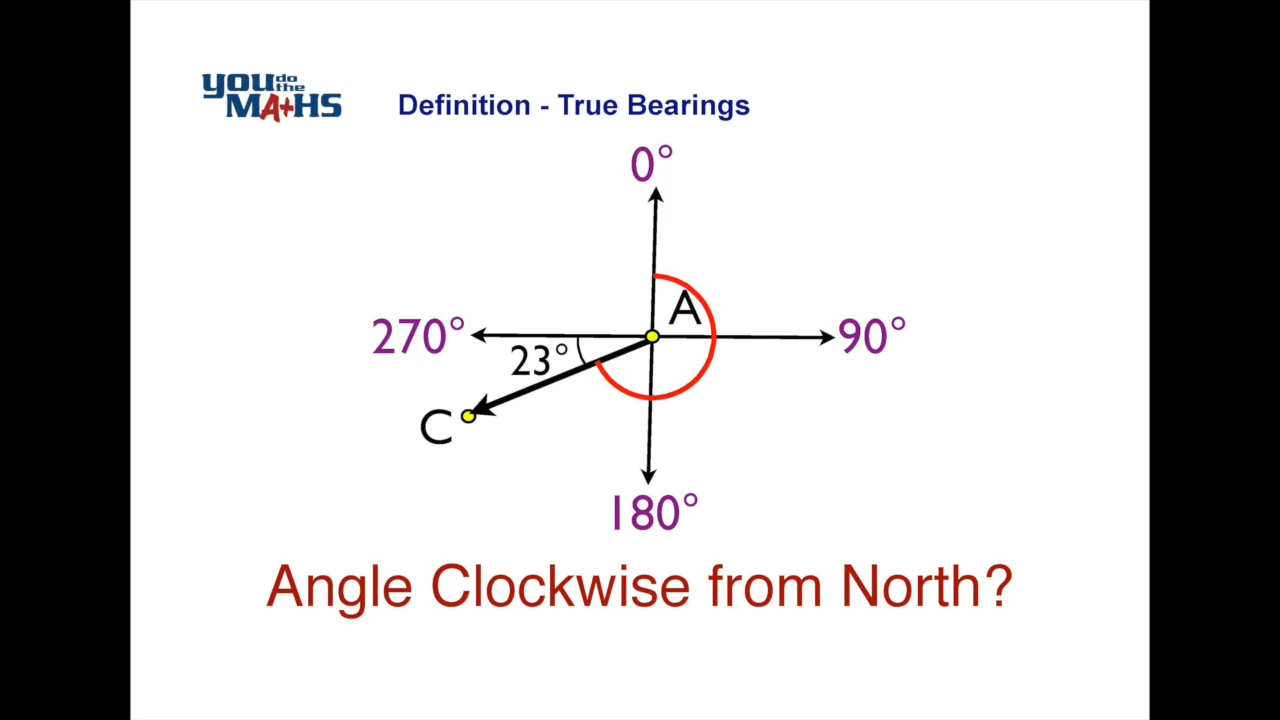 you do the MA+HS
Definition - True Bearings
0°
A
270°
90°
23°
C
180°
Angle Clockwise from North?